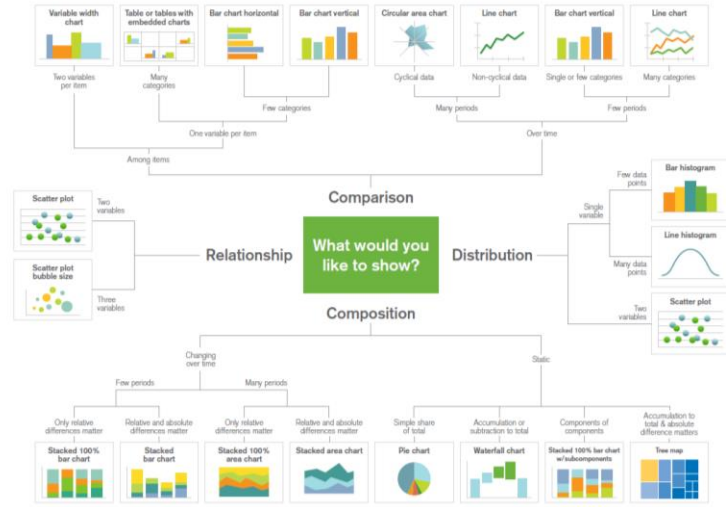 Variable width
chart
Table or tables with
embedded charts
Bar chart horizontal
Bar chart vertical
Circular area chart
Line chart
Bar chart vertical
Line chart
Two variables
per item
Many
categories
Few categories
Cyclical data
Non-cyclical data
Single or few categories
Many categories
One variable per item
Many periods
Few periods
Among items
Over time
Comparison
Scatter plot
Two
variables
Scatter plot
bubble size
Three
variables
Relationship
What would you
like to show?
Distribution
Single
variable
Few data
points
Bar histogram
Many data
points
Line histogram
Two
variables
Scatter plot
Composition
Changing
over time
Static
Few periods
Many periods
Only relative
differences matter
Relative and absolute
differences matter
Only relative
differences matter
Relative and absolute
differences matter
Simple share
of total
Accumulation or
subtraction to total
Components of
components
Accumulation to
total & absolute
difference matters
Stacked 100%
bar chart
Stacked
bar chart
Stacked 100%
area chart
Stacked area chart
Pie chart
Waterfall chart
Stacked 100% bar chart
w/subcomponents
Tree map